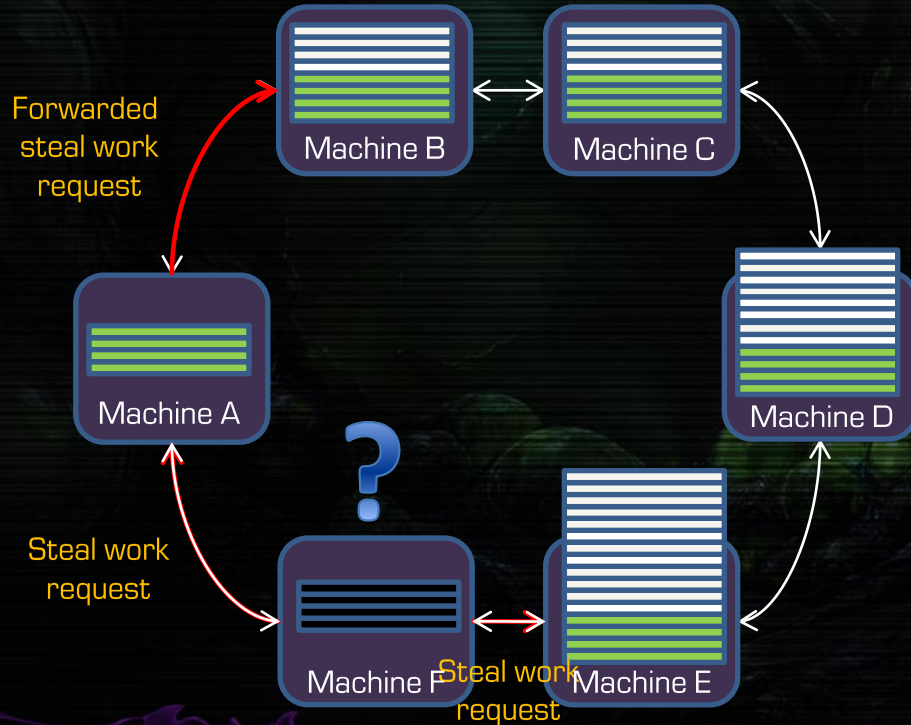 Forwarded
steal work
request
Machine B
Machine C
Machine A
Machine D
?
Steal work
request
Machine F
Machine E
Steal work
request